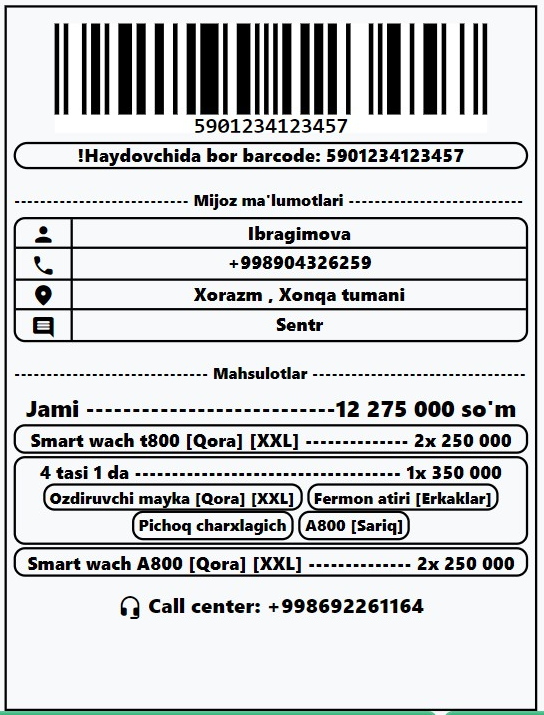 5901234123457
!Haydovchida bor barcode: 5901234123457
--------------------------- Mijoz ma'lumotlari ---------------------------
Ibragimova
+998904326259
Xorazm , Xonqa tumani
Sentr
------------------------------ Mahsulotlar ---------------------------------
Jami --------------------------12 275 000 so'm
Smart wach t800 [Qora] [XXL] -------------- 2x 250 000
4 tasi 1 da ------------------------------------ 1x 350 000
Ozdiruvchi mayka [Qora] [XXL] Fermon atiri [Erkaklar]
Pichoq charxlagich A800 [Sariq]
Smart wach A800 [Qora] [XXL] -------------- 2x 250 000
Call center: +998692261164